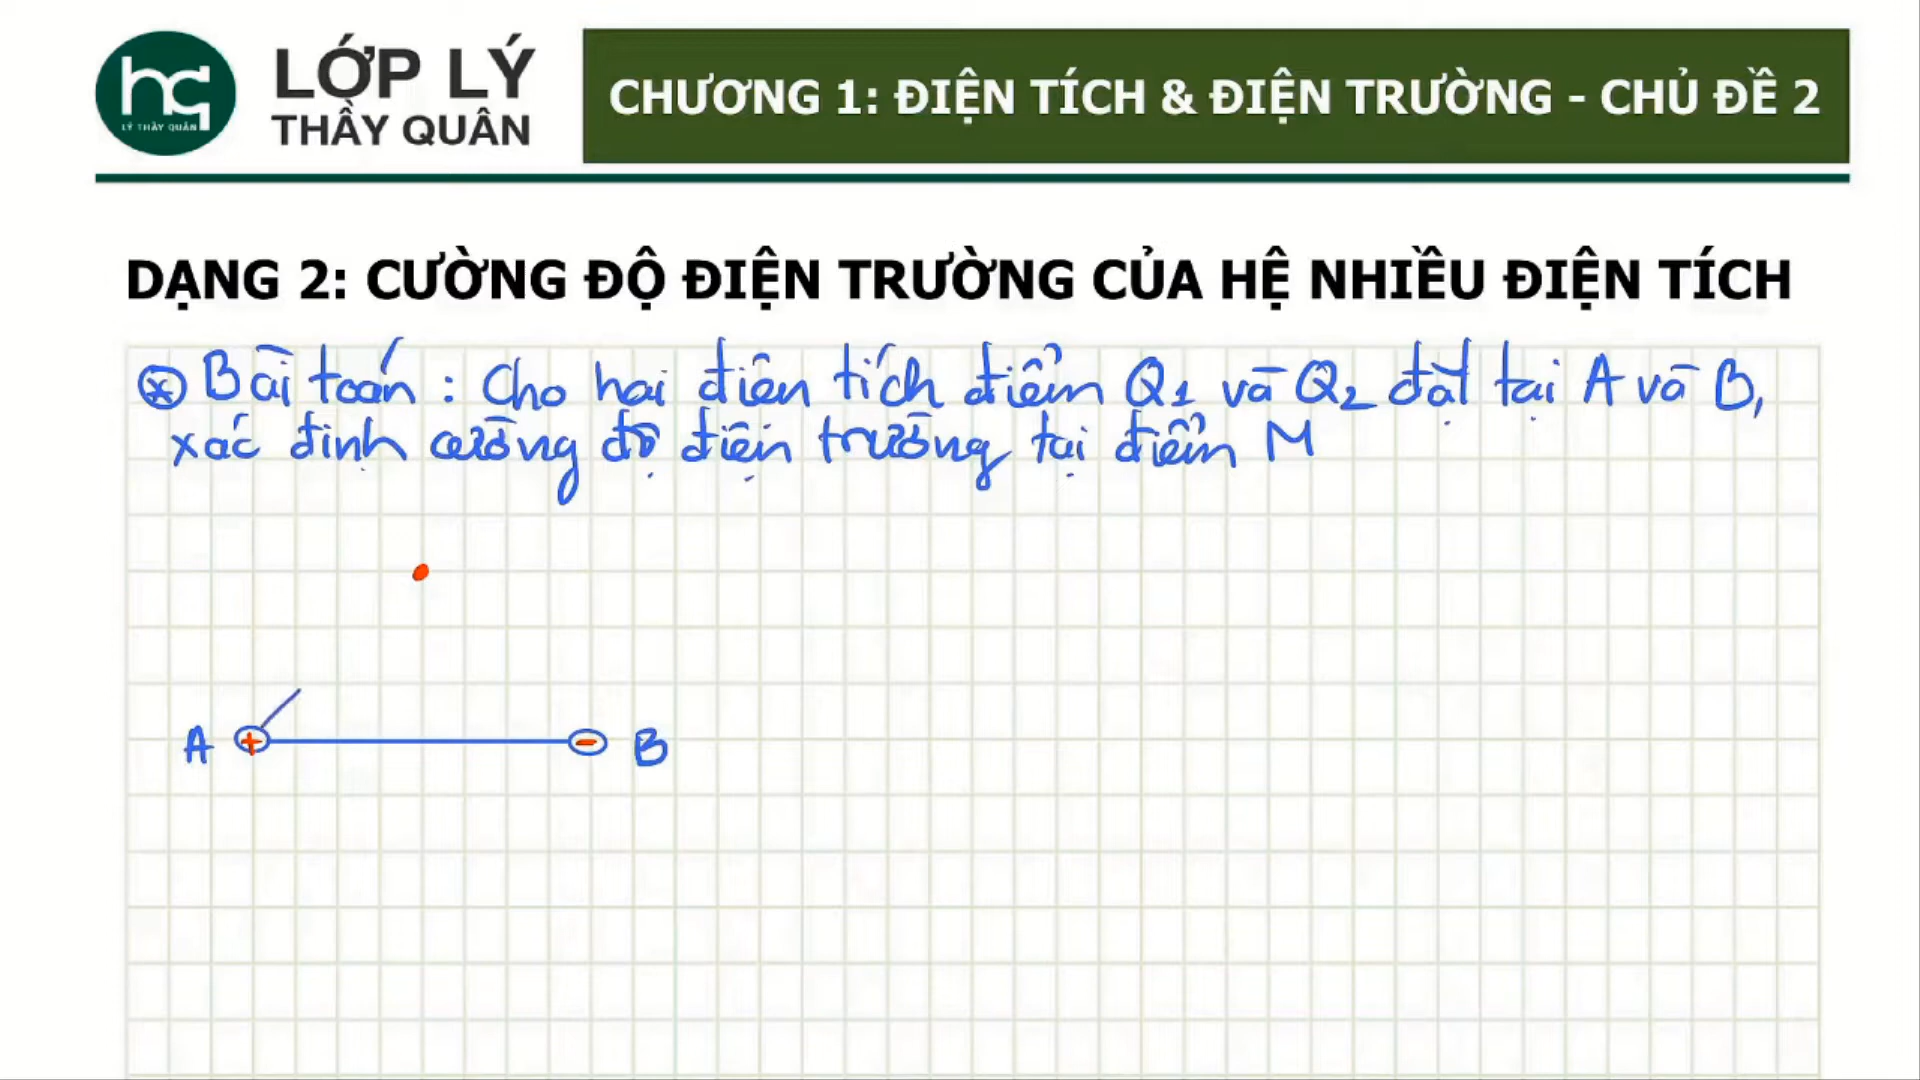 hq
LÝ THẦY QUÂN
LỚP LÝ
THẦY QUÂN
CHƯƠNG 1: ĐIỆN TÍCH & ĐIỆN TRƯỜNG - CHỦ ĐỀ 2
DẠNG 2: CƯỜNG ĐỘ ĐIỆN TRƯỜNG CỦA HỆ NHIỀU ĐIỆN TÍCH
* Bài toán : Cho hai điện tích điểm Q1 và Q2 đặt tại A và B,
xác định cường độ điện trường tại điểm M
A + - B